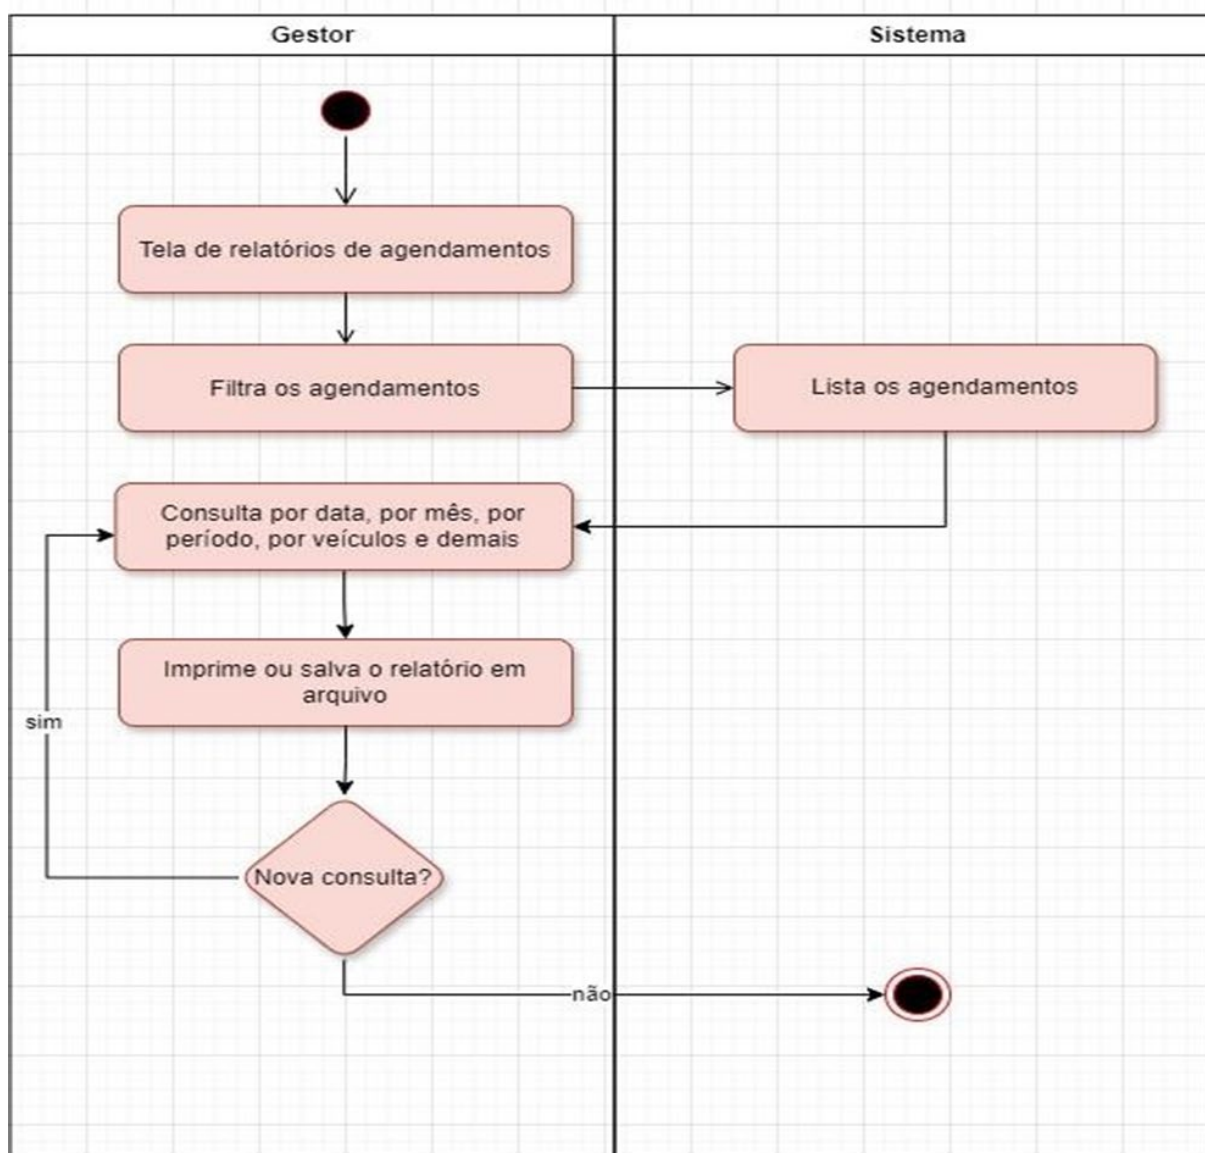 Gestor
Sistema
Tela de relatórios de agendamentos
Filtra os agendamentos
Lista os agendamentos
Consulta por data, por mês, por
período, por veículos e demais
Imprime ou salva o relatório em
arquivo
sim
Nova consulta?
não